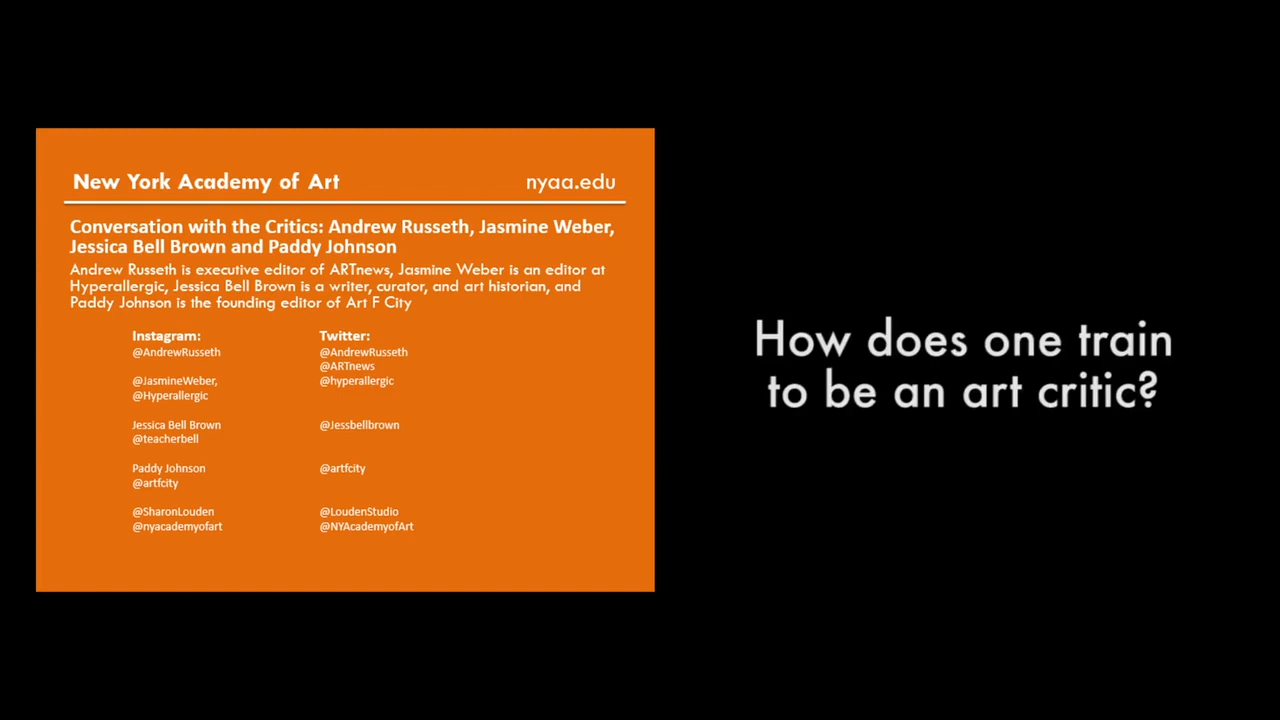 New York Academy of Art nyaa.edu
Conversation with the Critics: Andrew Russeth, Jasmine Weber,
Jessica Bell Brown and Paddy Johnson
Andrew Russeth is executive editor of ARTnews, Jasmine Weber is an editor at
Hyperallergic, Jessica Bell Brown is a writer, curator, and art historian, and
Paddy Johnson is the founding editor of Art F City
Instagram: Twitter:
@AndrewRusseth @AndrewRusseth
@ARTnews
@JasmineWeber, @hyperallergic
@Hyperallergic
Jessica Bell Brown @Jessbellbrown
@teacherbell
Paddy Johnson @artfcity
@artfcity
@SharonLouden @LoudenStudio
@nyacademyofart @NYAcademyofArt
How does one train
to be an art critic?